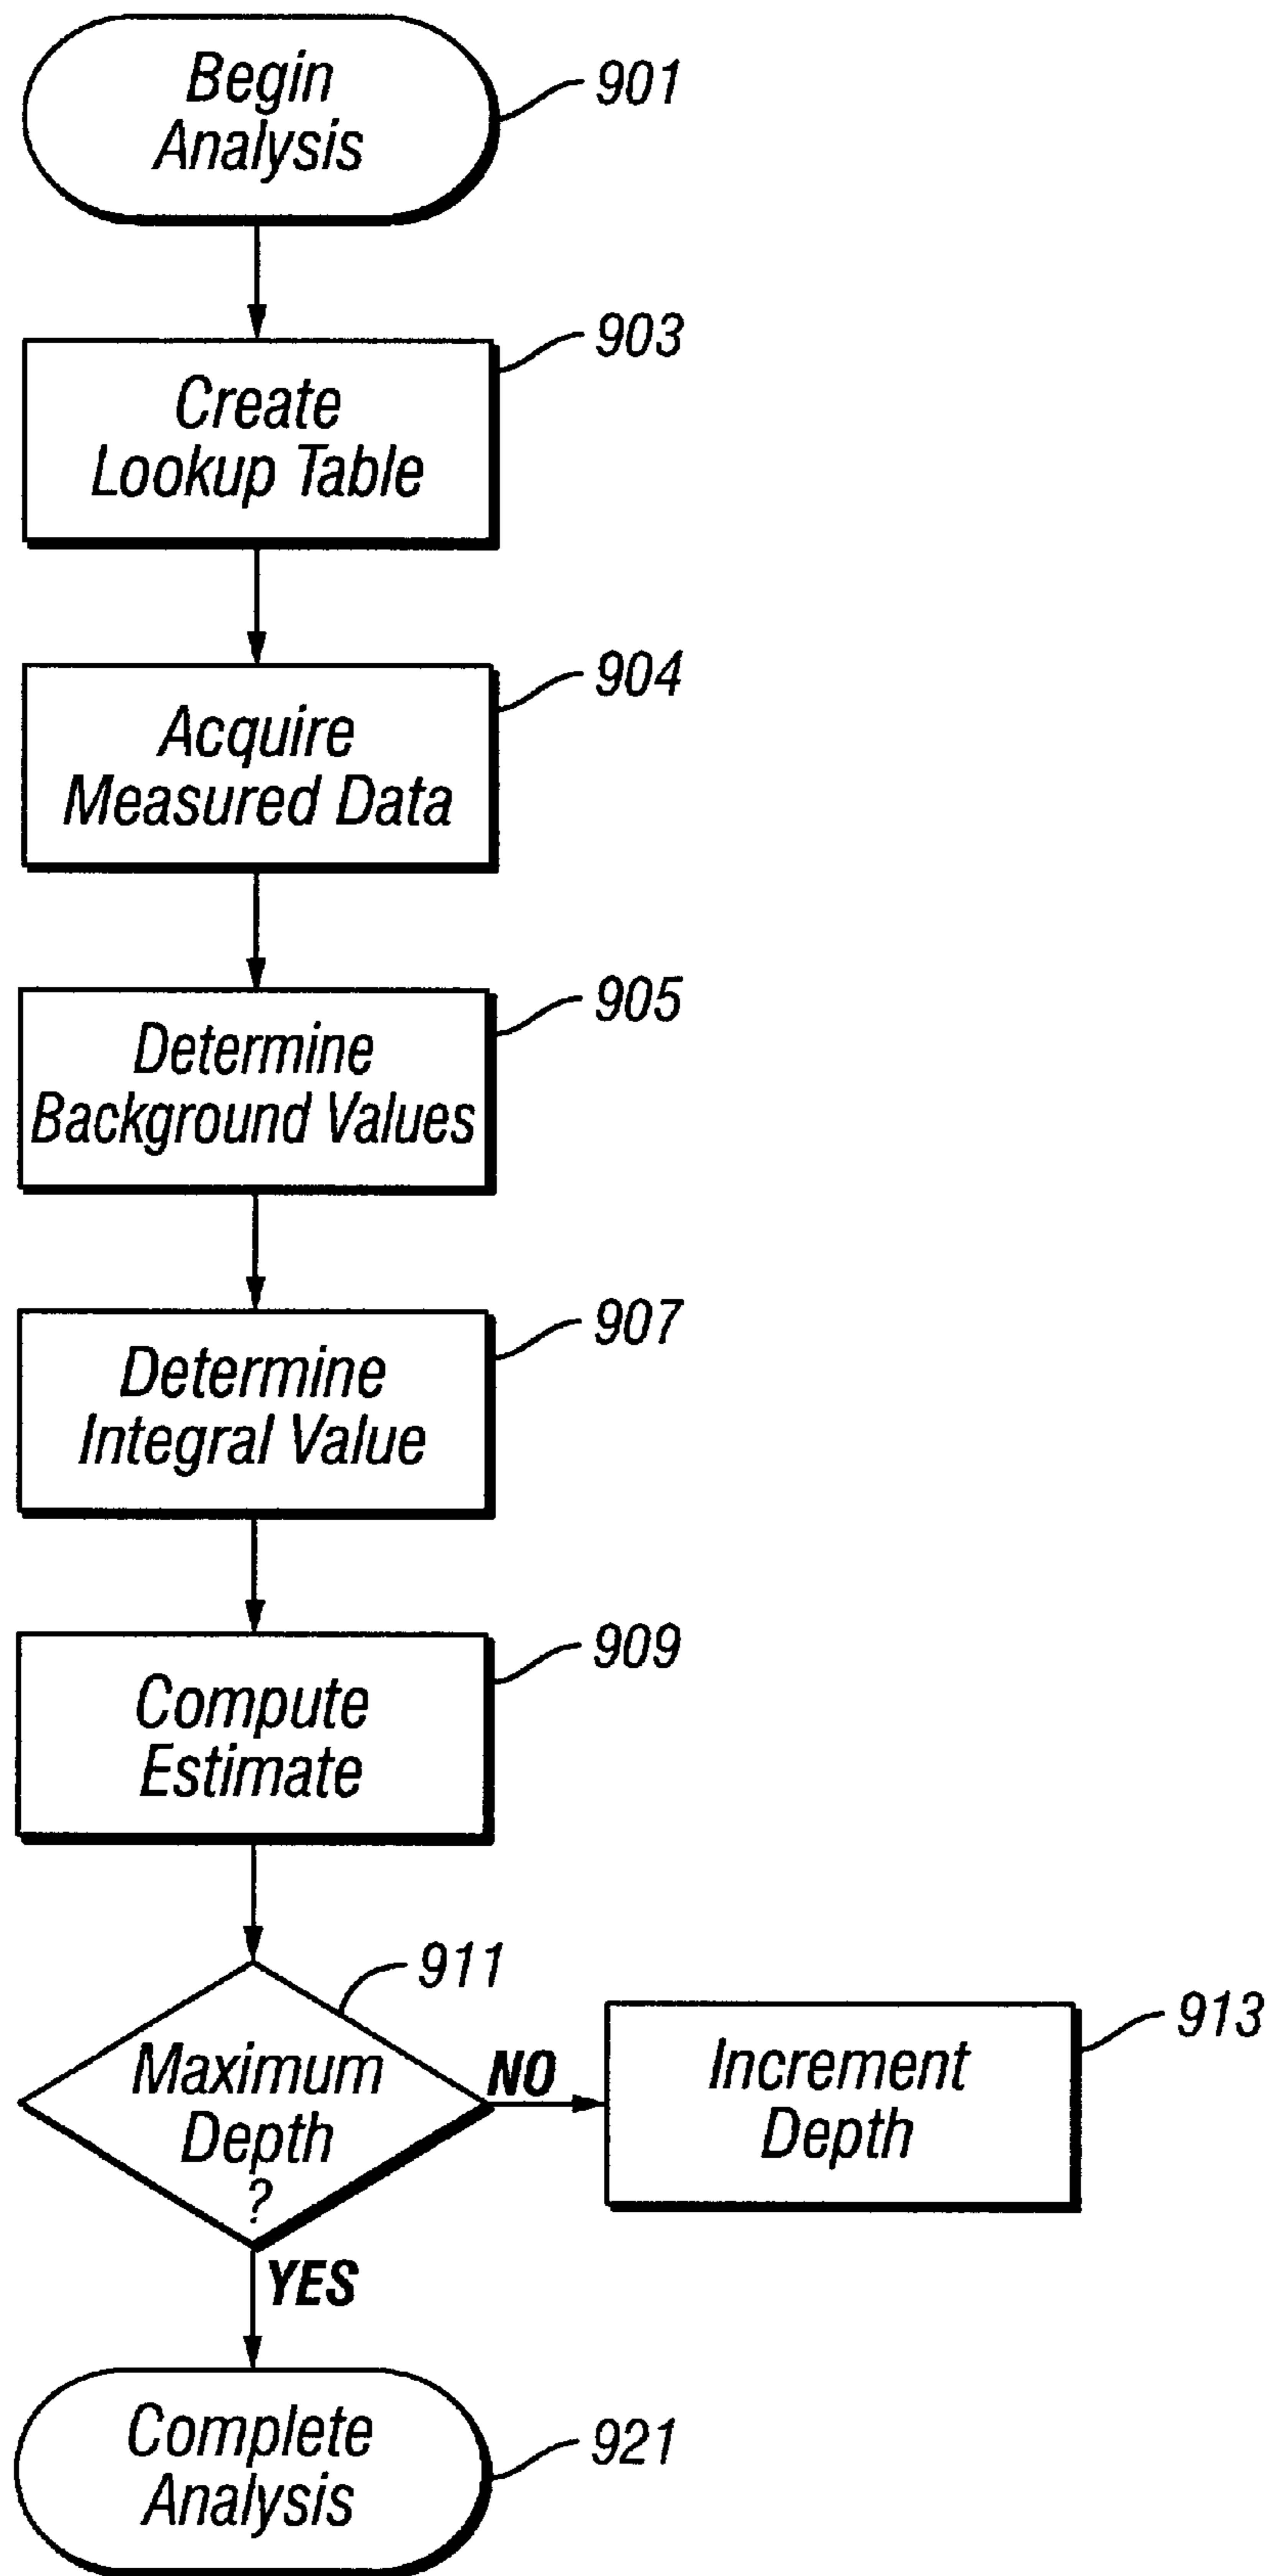 Begin
Analysis
901
Create
Lookup Table
903
Acquire
Measured Data
904
Determine
Background Values
905
Determine
Integral Value
907
Compute
Estimate
909
Maximum
Depth
?
911
NO
Increment
Depth
913
YES
Complete
Analysis
921